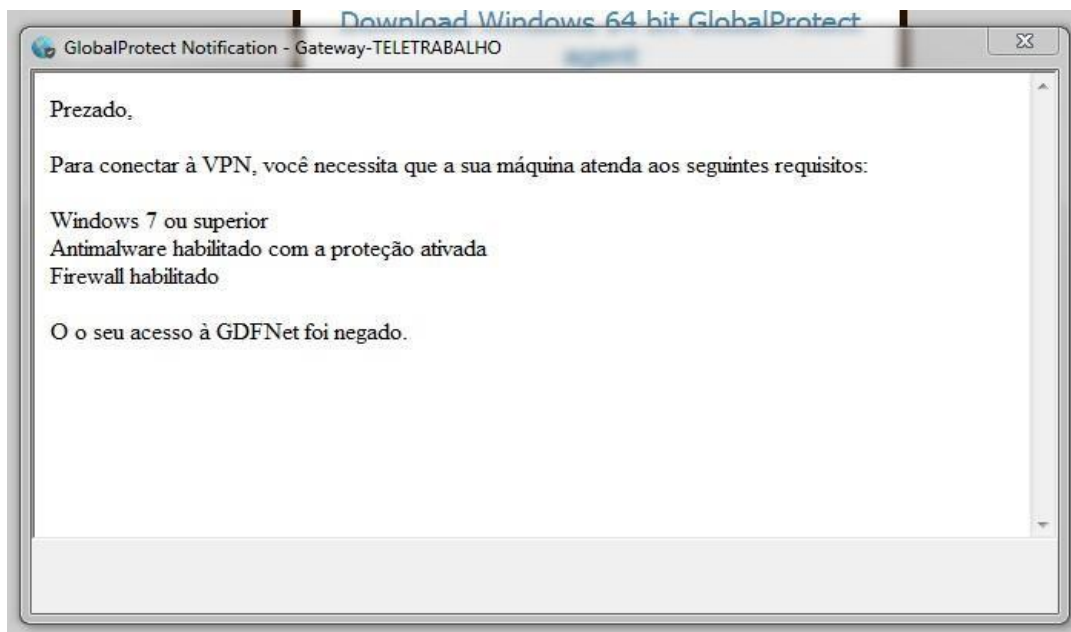 Download Windows 64 bit GlobalProtect
agent
GlobalProtect Notification - Gateway-TELETRABALHO
Prezado,
Para conectar à VPN, você necessita que a sua máquina atenda aos seguintes requisitos:
Windows 7 ou superior
Antimalware habilitado com a proteção ativada
Firewall habilitado
O o seu acesso à GDFNet foi negado.